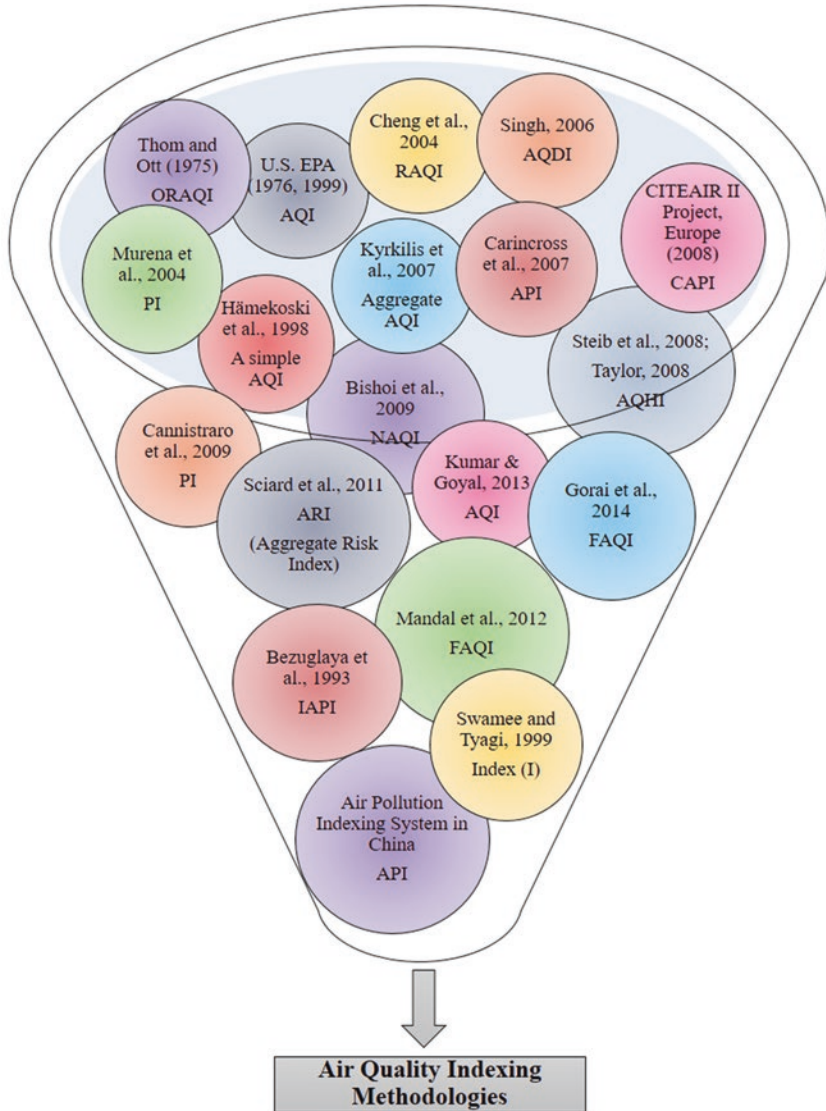 Thom and
Ott (1975)
ORAQI
U.S. EPA
(1976, 1999)
AQI
Cheng et al.,
2004
RAQI
Singh, 2006
AQDI
CITEAIR II
Project,
Europe
(2008)
CAPI
Murena et
al., 2004
PI
Hämekoski
et al., 1998
A simple
AQI
Kyrkilis et
al., 2007
Aggregate
AQI
Carincross
et al., 2007
API
Steib et al., 2008;
Taylor, 2008
AQHI
Bishoi et al.,
2009
NAQI
Cannistraro
et al., 2009
PI
Sciard et al., 2011
ARI
(Aggregate Risk
Index)
Kumar &
Goyal, 2013
AQI
Gorai et al.,
2014
FAQI
Mandal et al., 2012
FAQI
Bezuglaya et
al., 1993
IAPI
Swamee and
Tyagi, 1999
Index (I)
Air Pollution
Indexing System in
China
API
Air Quality Indexing
Methodologies